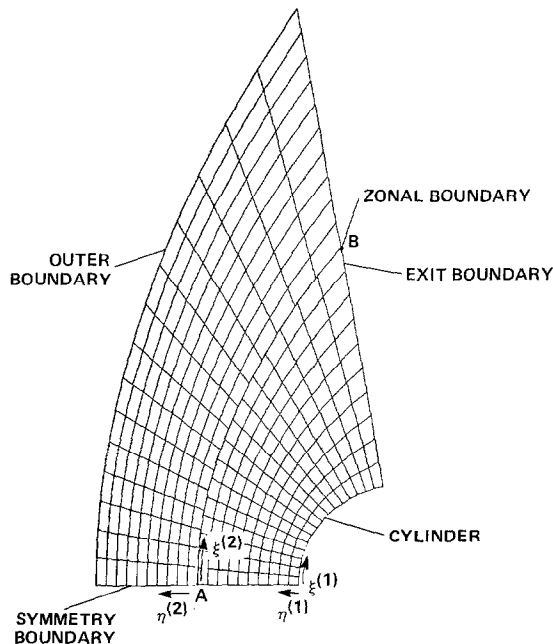 ZONAL BOUNDARY
B
OUTER
BOUNDARY
EXIT BOUNDARY
CYLINDER
ξ(2)
ξ(1)
A
η(2)
η(1)
SYMMETRY
BOUNDARY